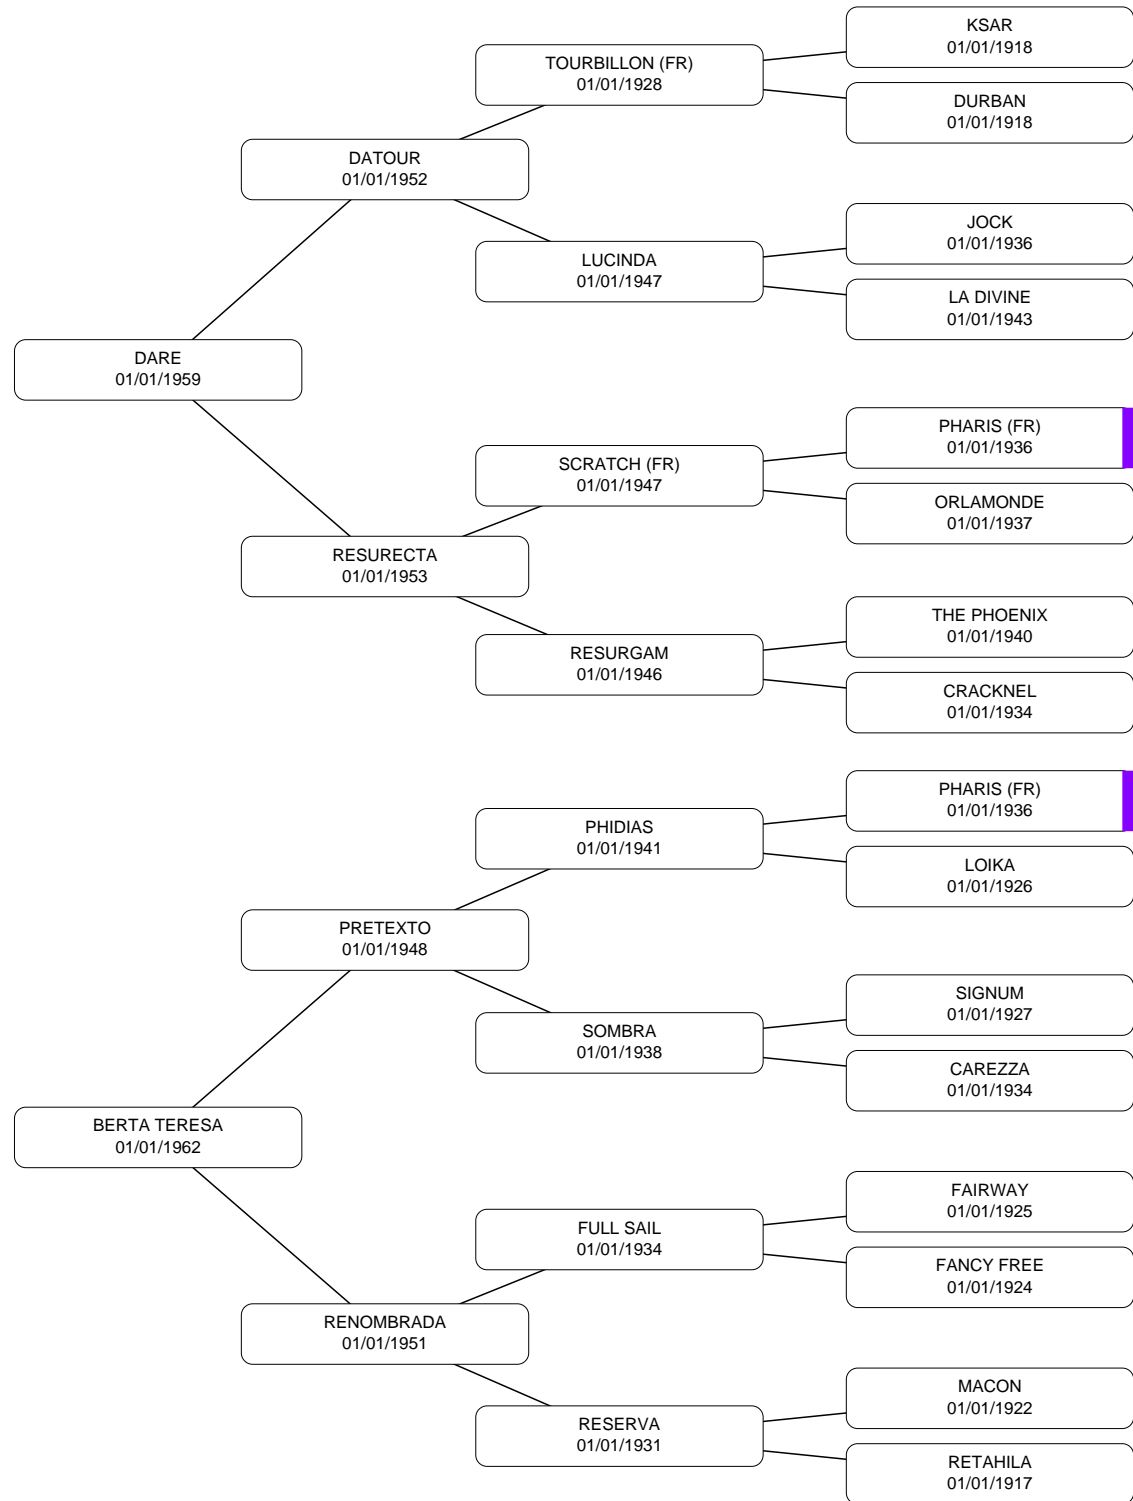 KSAR
01/01/1918
TOURBILLON (FR)
01/01/1928
DURBAN
01/01/1918
DATOUR
01/01/1952
JOCK
01/01/1936
LUCINDA
01/01/1947
LA DIVINE
01/01/1943
DARE
01/01/1959
PHARIS (FR)
01/01/1936
SCRATCH (FR)
01/01/1947
ORLAMONDE
01/01/1937
RESURECTA
01/01/1953
THE PHOENIX
01/01/1940
RESURGAM
01/01/1946
CRACKNEL
01/01/1934
PHARIS (FR)
01/01/1936
PHIDIAS
01/01/1941
LOIKA
01/01/1926
PRETEXTO
01/01/1948
SIGNUM
01/01/1927
SOMBRA
01/01/1938
CAREZZA
01/01/1934
BERTA TERESA
01/01/1962
FAIRWAY
01/01/1925
FULL SAIL
01/01/1934
FANCY FREE
01/01/1924
RENOMBRADA
01/01/1951
MACON
01/01/1922
RESERVA
01/01/1931
RETAHILA
01/01/1917